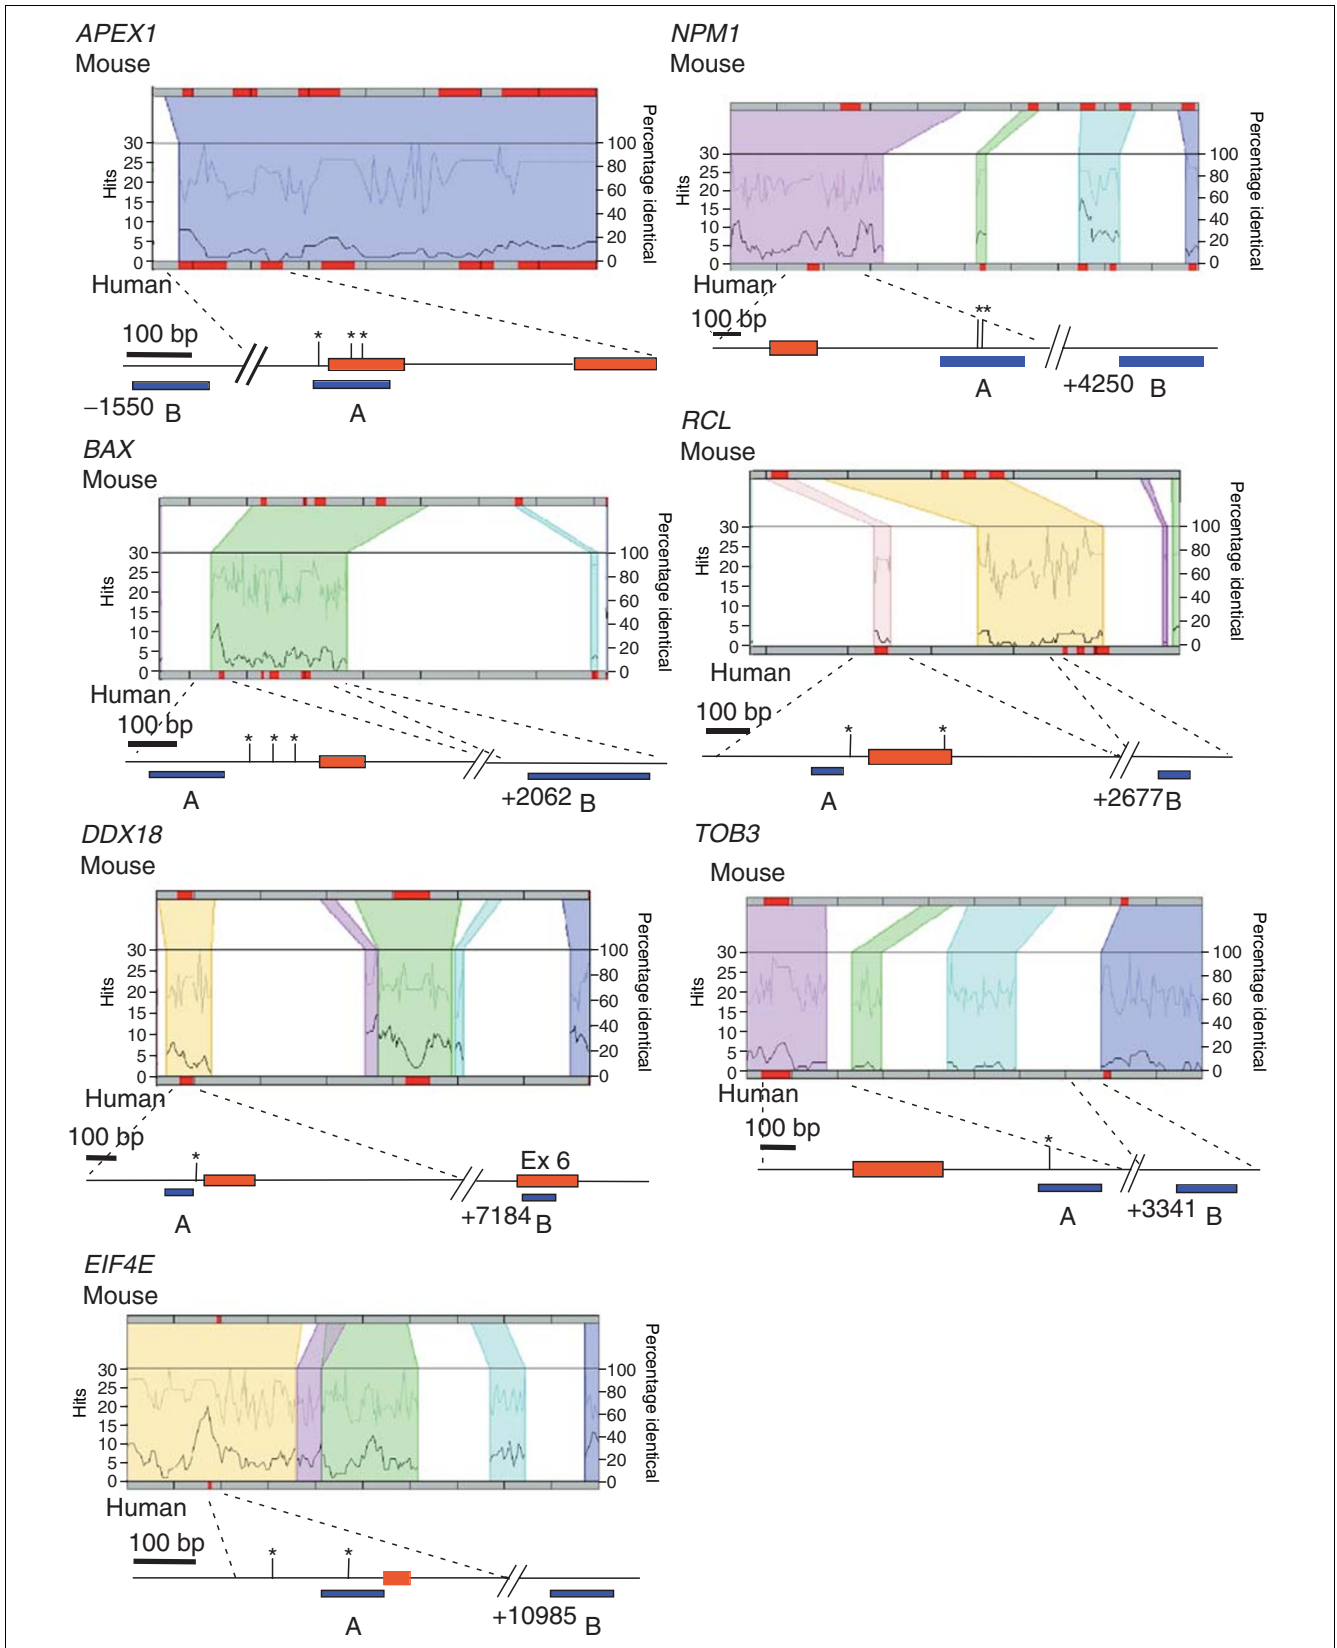 APEX1
Mouse
30
25
20
15
10
5
0
Hits
100
80
60
40
20
0
Percentage identical
Human
100 bp
*
* *
−1550 B
A
NPM1
Mouse
30
25
20
15
10
5
0
Hits
100
80
60
40
20
0
Percentage identical
Human
100 bp
**
A
+4250 B
BAX
Mouse
30
25
20
15
10
5
0
Hits
100
80
60
40
20
0
Percentage identical
Human
100 bp
* * *
A
+2062 B
RCL
Mouse
30
25
20
15
10
5
0
Hits
100
80
60
40
20
0
Percentage identical
Human
100 bp
* *
A
+2677 B
DDX18
Mouse
30
25
20
15
10
5
0
Hits
100
80
60
40
20
0
Percentage identical
Human
100 bp
*
Ex 6
A
+7184 B
TOB3
Mouse
30
25
20
15
10
5
0
Hits
100
80
60
40
20
0
Percentage identical
Human
100 bp
*
A
+3341 B
EIF4E
Mouse
30
25
20
15
10
5
0
Hits
100
80
60
40
20
0
Percentage identical
Human
100 bp
* *
A
+10985 B